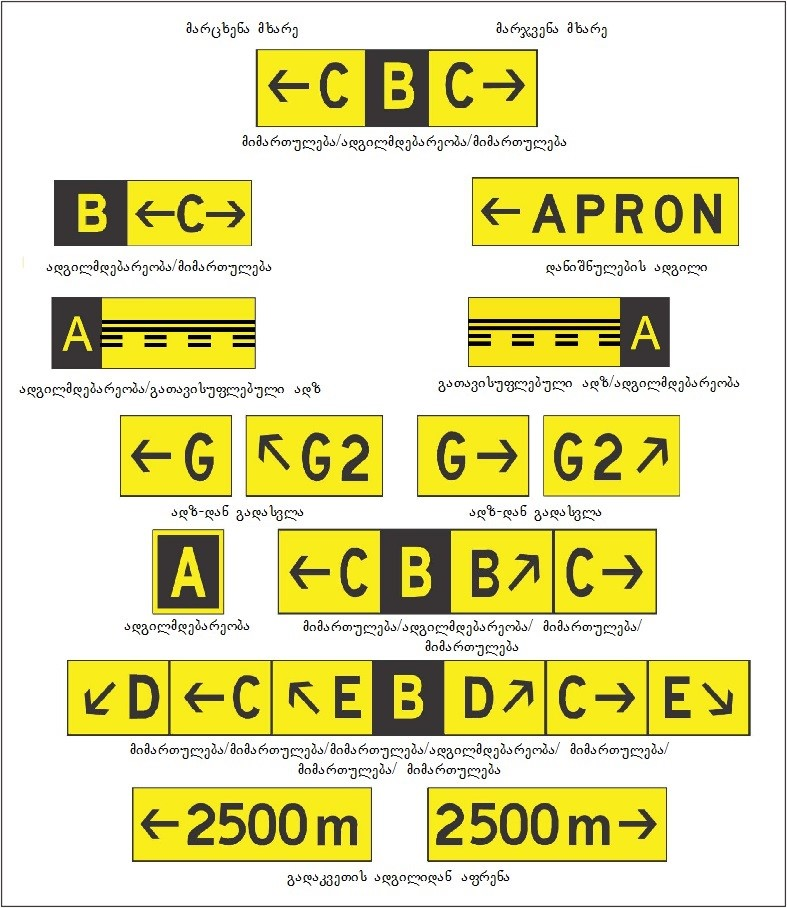 მარცხენა მხარე მარჯვენა მხარე
←C B C→
მიმართულება/ადგილმდებარეობა/მიმართულება
B ←C→ ←APRON
ადგილმდებარეობა/მიმართულება დანიშნულების ადგილი
A A
ადგილმდებარეობა/გათავისუფლებული ადზ გათავისუფლებული ადზ/ადგილმდებარეობა
←G ↖G2 G→ G2↗
ადზ-დან გადასვლა ადზ-დან გადასვლა
A ←C B B↗ C→
ადგილმდებარეობა მიმართულება/ადგილმდებარეობა/ მიმართულება/
მიმართულება
↙D ←C ↖E B D↗ C→ E↘
მიმართულება/მიმართულება/მიმართულება/ადგილმდებარეობა/ მიმართულება/
მიმართულება/ მიმართულება
←2500m 2500m→
გადაკვეთის ადგილიდან აფრენა